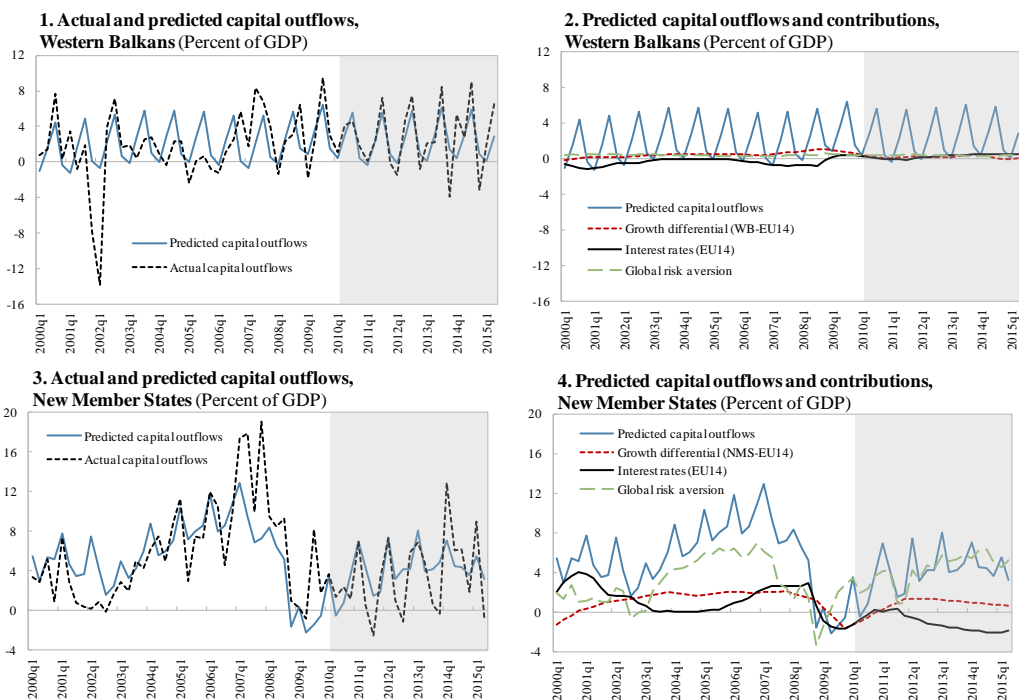 1. Actual and predicted capital outflows,
Western Balkans (Percent of GDP)
12
8
4
0
-4
-8
-12
-16
Predicted capital outflows
Actual capital outflows
2000q1
2001q1
2002q1
2003q1
2004q1
2005q1
2006q1
2007q1
2008q1
2009q1
2010q1
2011q1
2012q1
2013q1
2014q1
2015q1
2. Predicted capital outflows and contributions,
Western Balkans (Percent of GDP)
12
8
4
0
-4
-8
-12
-16
Predicted capital outflows
Growth differential (WB-EU14)
Interest rates (EU14)
Global risk aversion
2000q1
2001q1
2002q1
2003q1
2004q1
2005q1
2006q1
2007q1
2008q1
2009q1
2010q1
2011q1
2012q1
2013q1
2014q1
2015q1
3. Actual and predicted capital outflows,
New Member States (Percent of GDP)
20
16
12
8
4
0
-4
Predicted capital outflows
Actual capital outflows
2000q1
2001q1
2002q1
2003q1
2004q1
2005q1
2006q1
2007q1
2008q1
2009q1
2010q1
2011q1
2012q1
2013q1
2014q1
2015q1
4. Predicted capital outflows and contributions,
New Member States (Percent of GDP)
20
16
12
8
4
0
-4
Predicted capital outflows
Growth differential (NMS-EU14)
Interest rates (EU14)
Global risk aversion
2000q1
2001q1
2002q1
2003q1
2004q1
2005q1
2006q1
2007q1
2008q1
2009q1
2010q1
2011q1
2012q1
2013q1
2014q1
2015q1